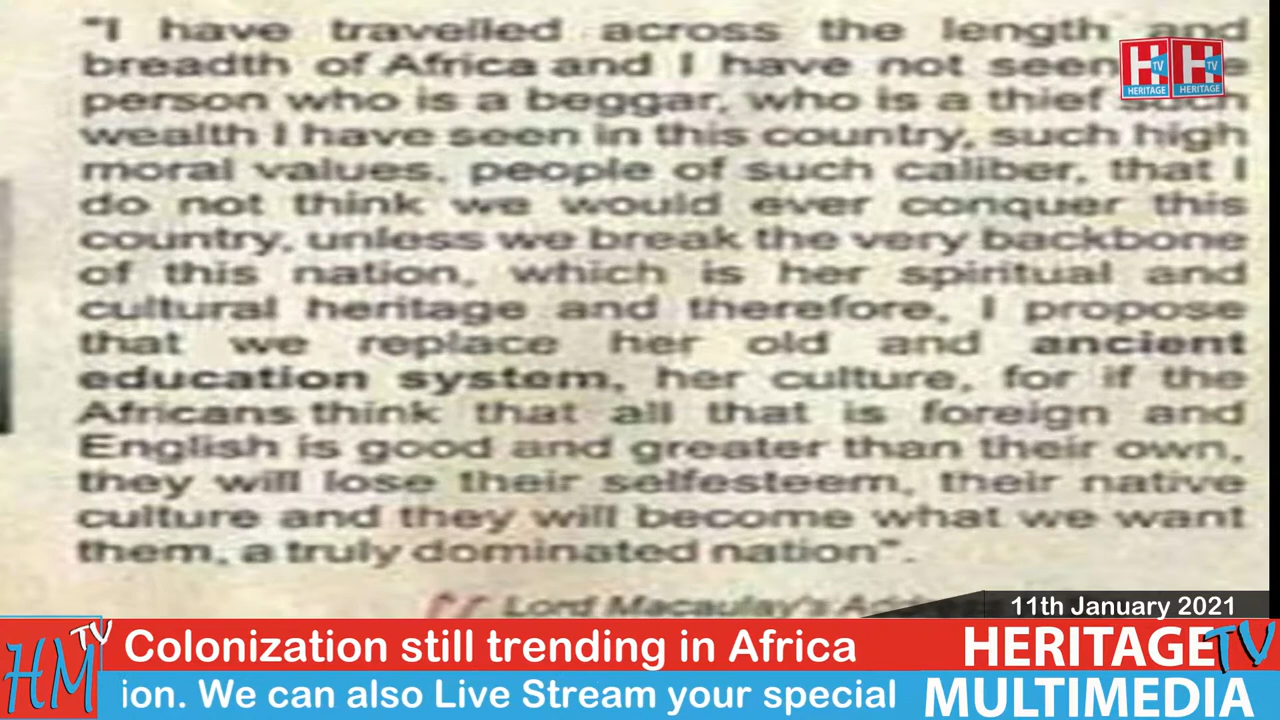 "I have travelled across the length and
breadth of Africa and I have not seen
person who is beggar, who is a thief such
wealth I have seen in this country, such high
moral values, people of such caliber, that I
do not think we would ever conquer this
country, unless we break the very backbone
of this nation, which is her spiritual and
cultural heritage and therefore, I propose
that we replace her old and ancient
education system, her culture, for if the
Africans think that all that is foreign and
English is good and greater than their own,
they will lose their selfesteem, their native
culture and they will become what we want
them, a truly dominated nation".
Lord Macaulay's Address
H TV HERITAGE H TV HERITAGE
11th January 2021
HM TV Colonization still trending in Africa HERITAGE TV
ion. We can also Live Stream your special MULTIMEDIA